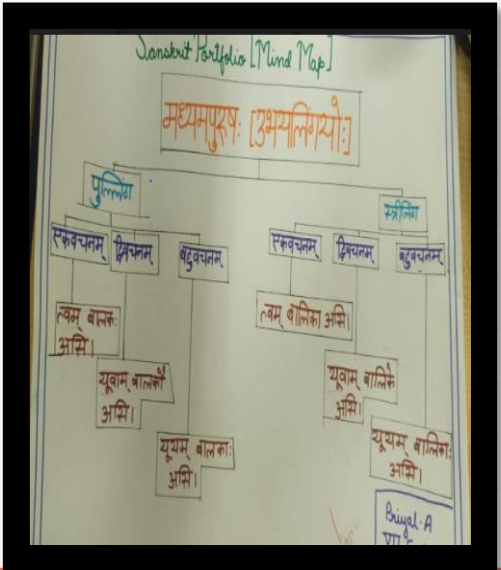 Sanskrit Portfolio [Mind Map]
मध्यमपुरुषः [उभयलिंगयोः]
पुल्लिंग
स्त्रीलिंग
एकवचनम्
द्विवचनम्
बहुवचनम्
एकवचनम्
द्विवचनम्
बहुवचनम्
त्वम् बालकः
असि।
त्वम् बालिका असि।
यूवाम् बालकौ
असि।
यूवाम् बालिके
असि।
यूयम् बालकाः
असि।
यूयम् बालिकाः
असि।
Briyal·A